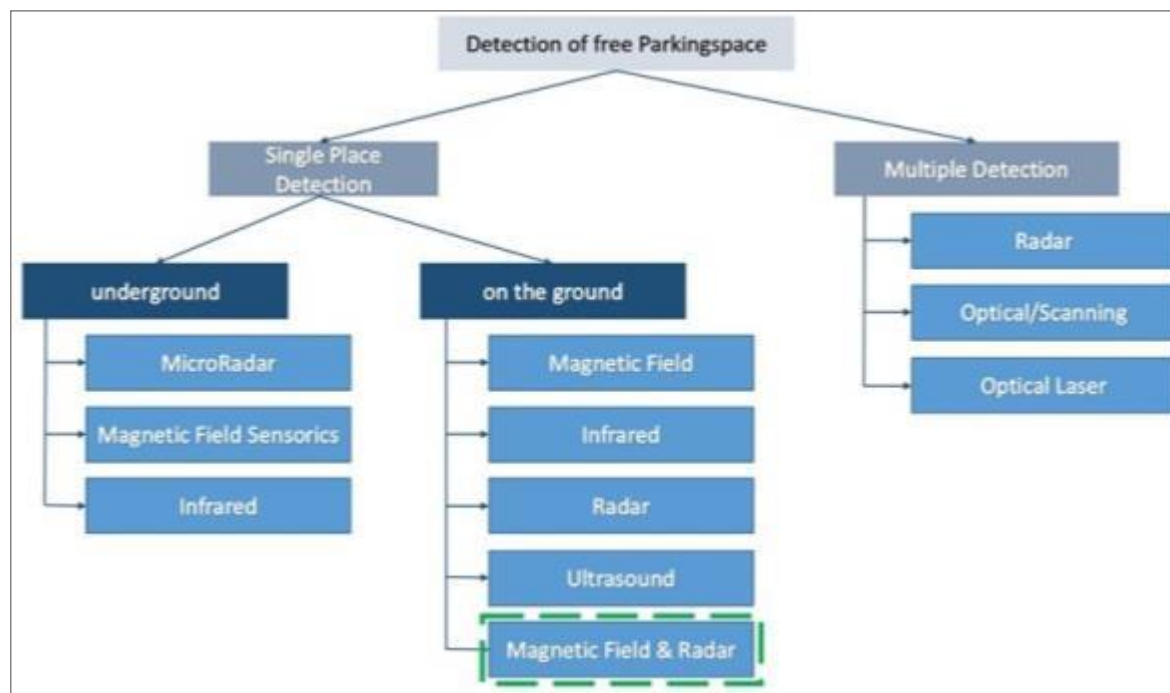 Detection of free Parkingspace
Single Place
Detection
Multiple Detection
underground
MicroRadar
Magnetic Field Sensorics
Infrared
on the ground
Magnetic Field
Infrared
Radar
Ultrasound
Magnetic Field & Radar
Radar
Optical/Scanning
Optical Laser